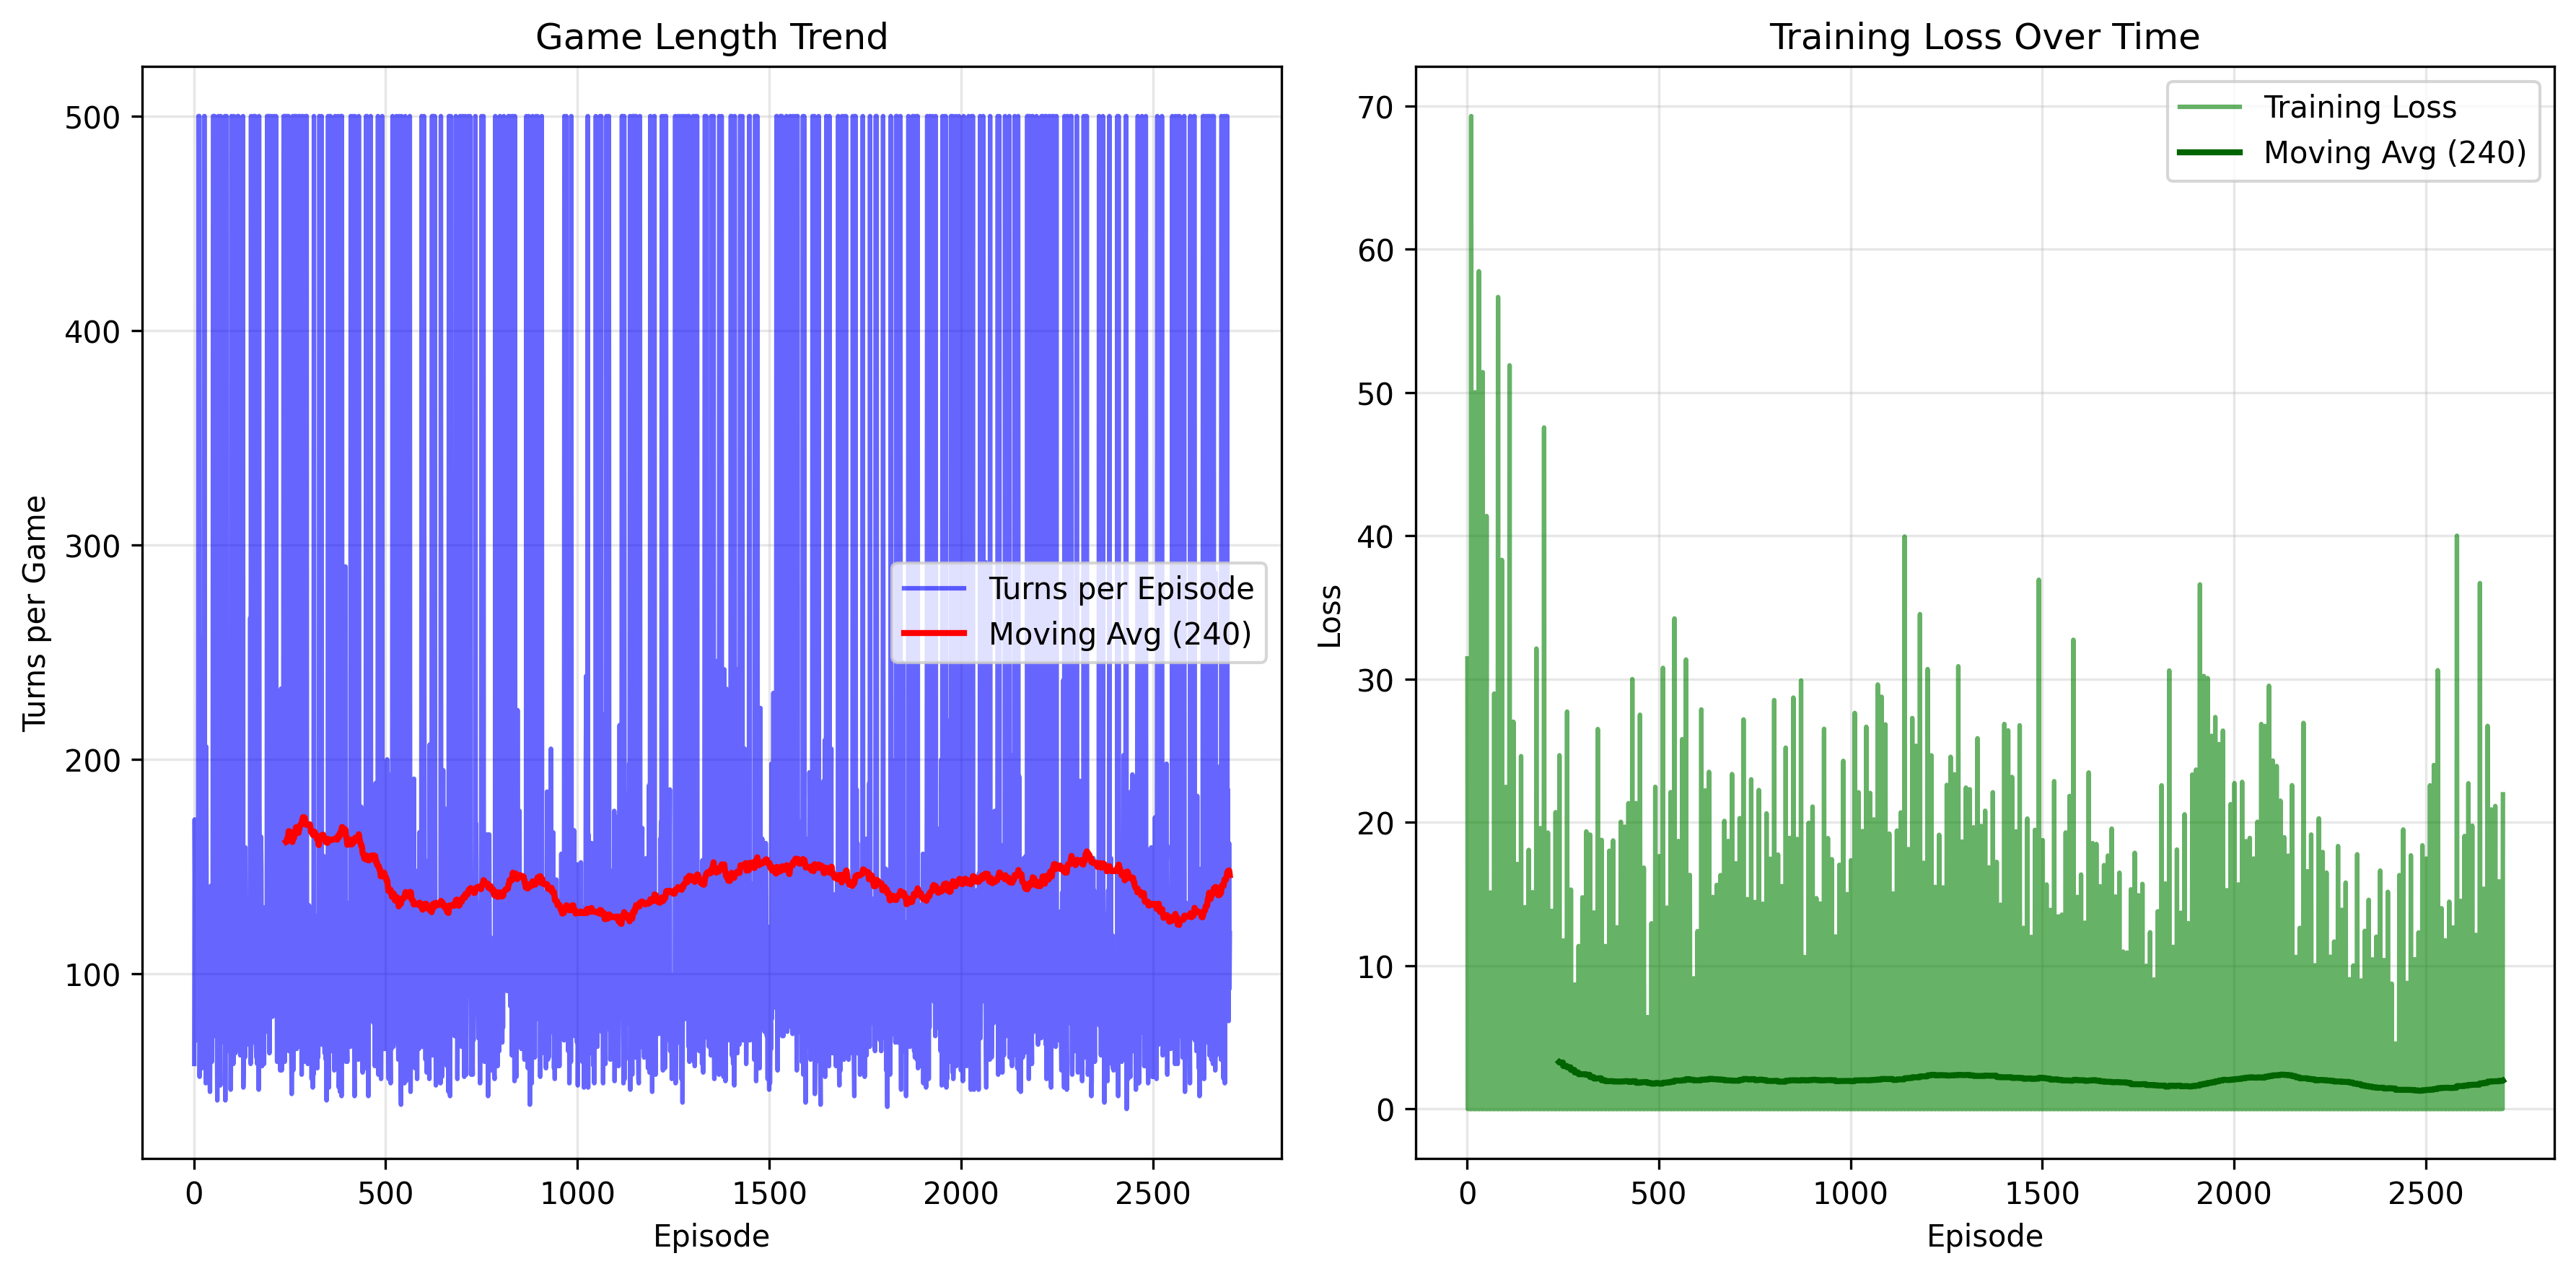 Game Length Trend
Turns per Game
500
400
300
200
100
Turns per Episode
Moving Avg (240)
0
500
1000
1500
2000
2500
Episode
Training Loss Over Time
Loss
70
60
50
40
30
20
10
0
Training Loss
Moving Avg (240)
0
500
1000
1500
2000
2500
Episode